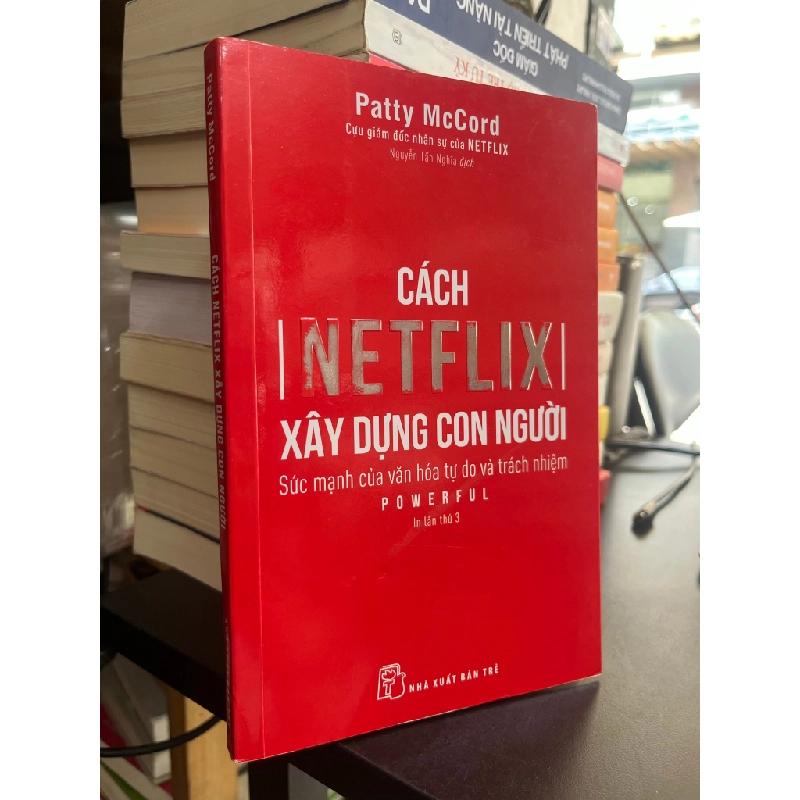 Patty McCord
Cựu giám đốc nhân sự của NETFLIX
Nguyễn Tấn Nghĩa dịch
CÁCH
NETFLIX
XÂY DỰNG CON NGƯỜI
Sức mạnh của văn hóa tự do và trách nhiệm
POWERFUL
In lần thứ 3
NHÀ XUẤT BẢN TRẺ
Patty McCord
CÁCH NETFLIX XÂY DỰNG CON NGƯỜI
GIÁM ĐỐC
PHÁT TRIỂN TÀI NĂNG